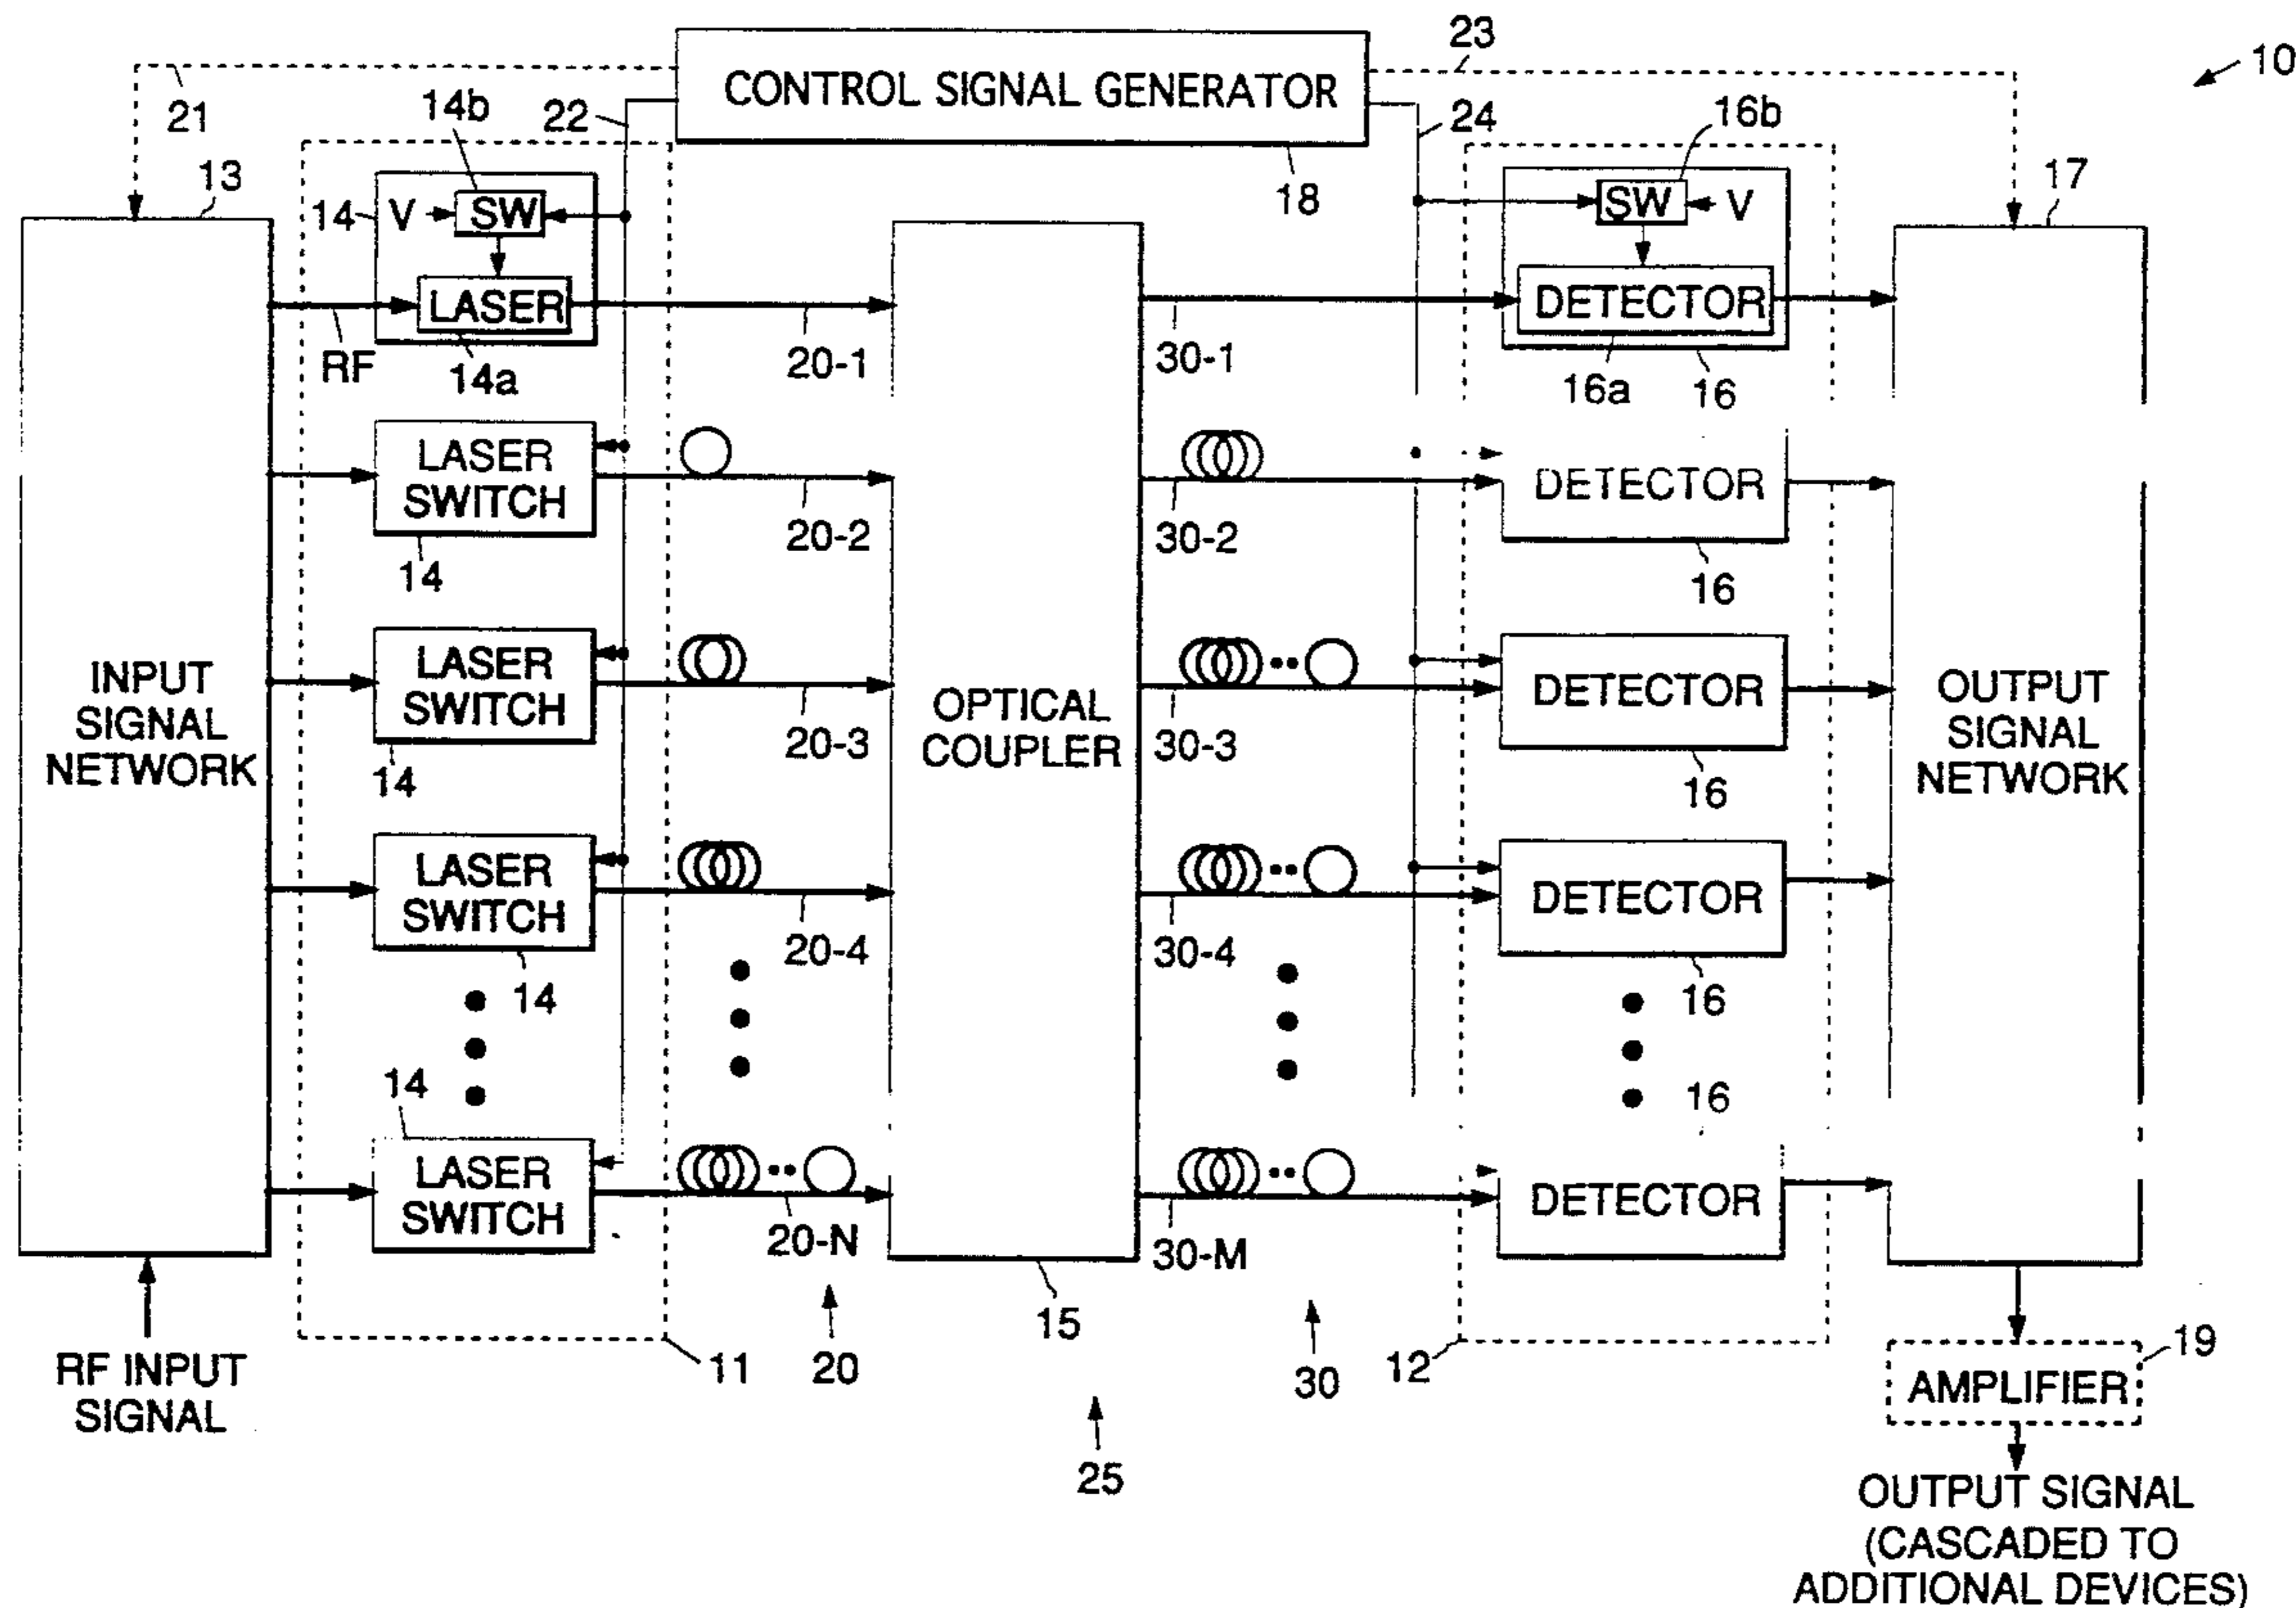 CONTROL SIGNAL GENERATOR
23
10
21
14b
22
24
16b
13
18
17
14
V
SW
SW
V
LASER
DETECTOR
RF
14a
20-1
30-1
16a
16
LASER
SWITCH
DETECTOR
20-2
30-2
14
16
INPUT
SIGNAL
NETWORK
LASER
SWITCH
OPTICAL
COUPLER
DETECTOR
OUTPUT
SIGNAL
NETWORK
20-3
30-3
14
16
LASER
SWITCH
DETECTOR
20-4
30-4
14
16
14
16
LASER
SWITCH
DETECTOR
20-N
30-M
15
11
20
30
12
19
RF INPUT
SIGNAL
AMPLIFIER
25
OUTPUT SIGNAL
(CASCADED TO
ADDITIONAL DEVICES)